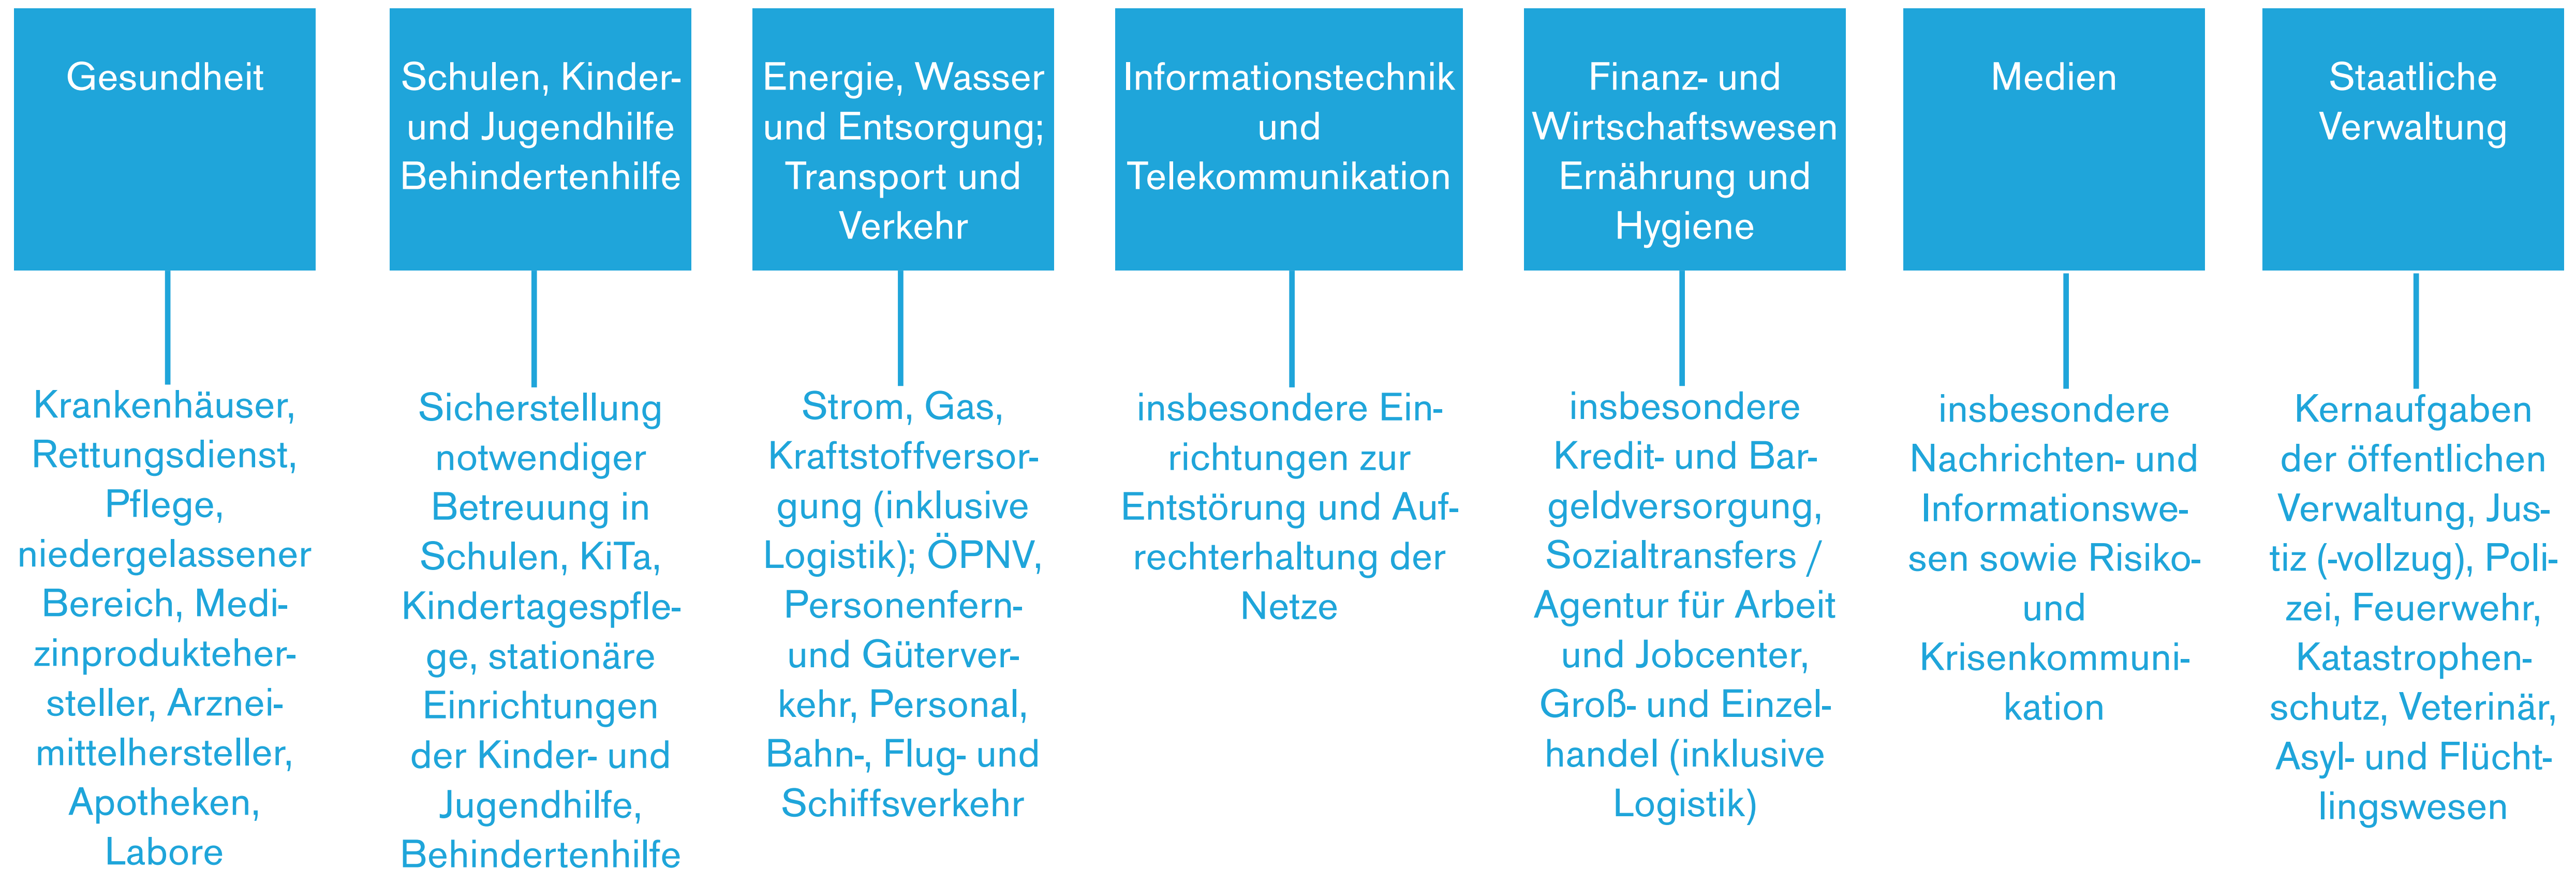 Gesundheit
Krankenhäuser,
Rettungsdienst,
Pflege,
niedergelassener
Bereich, Medi-
zinprodukteher-
steller, Arznei-
mittelhersteller,
Apotheken,
Labore
Schulen, Kinder-
und Jugendhilfe
Behindertenhilfe
Sicherstellung
notwendiger
Betreuung in
Schulen, KiTa,
Kindertagespfle-
ge, stationäre
Einrichtungen
der Kinder- und
Jugendhilfe,
Behindertenhilfe
Energie, Wasser
und Entsorgung;
Transport und
Verkehr
Strom, Gas,
Kraftstoffversor-
gung (inklusive
Logistik); ÖPNV,
Personenfern-
und Güterver-
kehr, Personal,
Bahn-, Flug- und
Schiffsverkehr
Informationstechnik
und
Telekommunikation
insbesondere Ein-
richtungen zur
Entstörung und Auf-
rechterhaltung der
Netze
Finanz- und
Wirtschaftswesen
Ernährung und
Hygiene
insbesondere
Kredit- und Bar-
geldversorgung,
Sozialtransfers /
Agentur für Arbeit
und Jobcenter,
Groß- und Einzel-
handel (inklusive
Logistik)
Medien
insbesondere
Nachrichten- und
Informationswe-
sen sowie Risiko-
und
Krisenkommuni-
kation
Staatliche
Verwaltung
Kernaufgaben
der öffentlichen
Verwaltung, Jus-
tiz (-vollzug), Poli-
zei, Feuerwehr,
Katastrophen-
schutz, Veterinär,
Asyl- und Flücht-
lingswesen